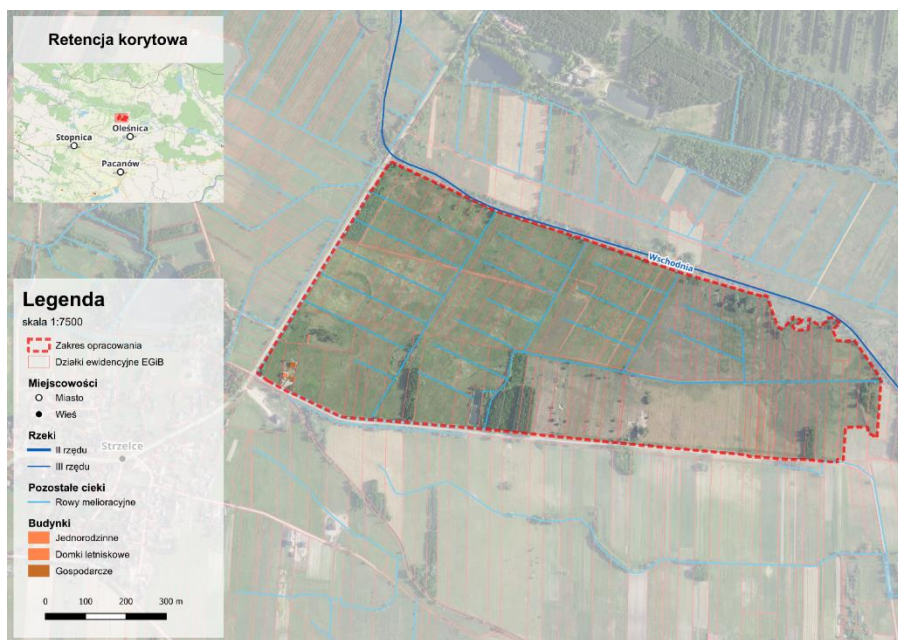 Retencja korytowa
Oleśnica
Stopnica
Pacanów
Wschodnia
Legenda
skala 1:7500
Zakres opracowania
Działki ewidencyjne EGiB
Miejscowości
Miasto
Wieś
Rzeki
II rzędu
III rzędu
Pozostałe cieki
Rowy melioracyjne
Budynki
Jednorodzinne
Domki letniskowe
Gospodarcze
0 100 200 300 m
Strzelce